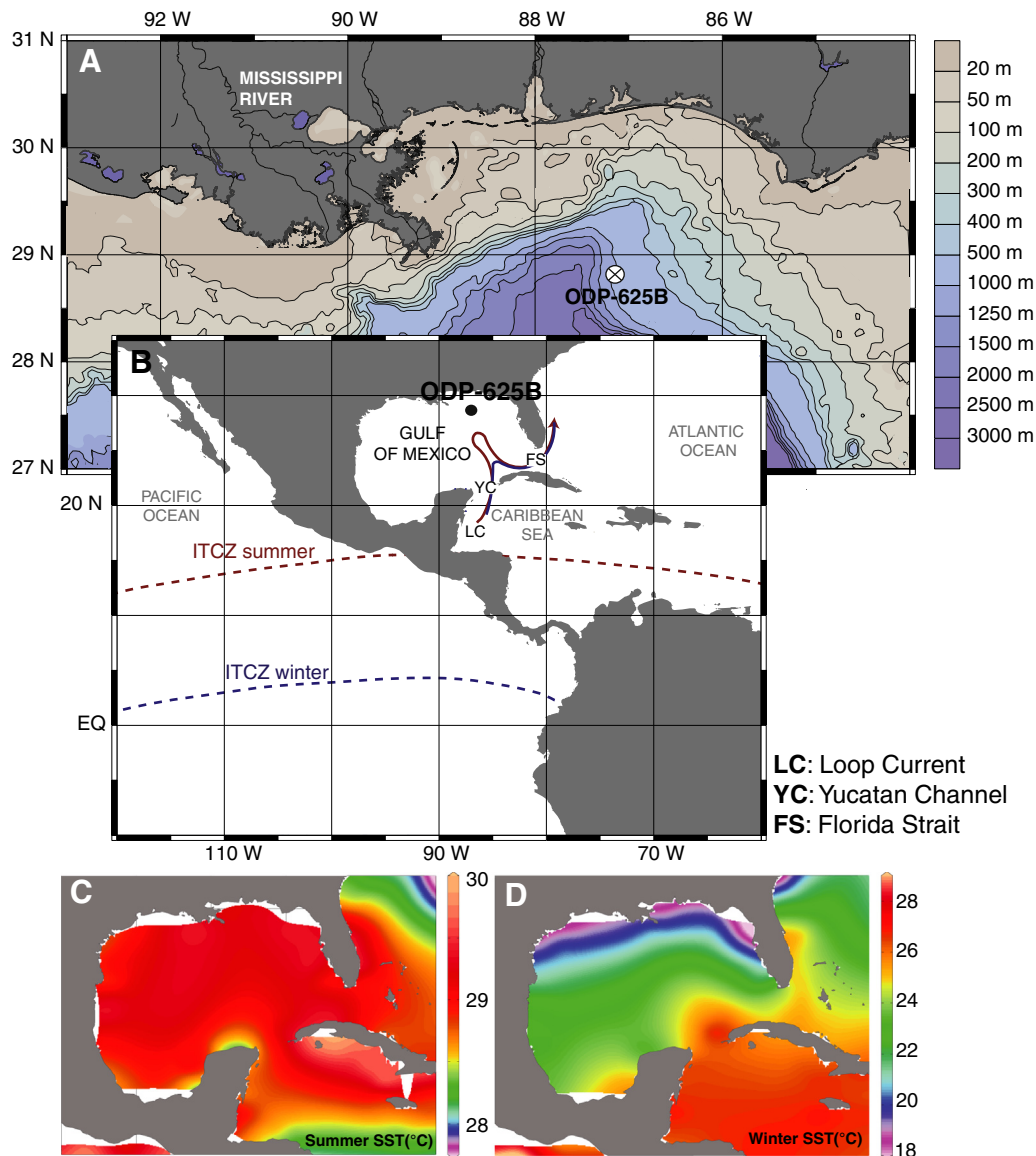 92 W
90 W
88 W
86 W
31 N
A
MISSISSIPPI
RIVER
30 N
29 N
28 N
27 N
ODP-625B
20 m
50 m
100 m
200 m
300 m
400 m
500 m
1000 m
1250 m
1500 m
2000 m
2500 m
3000 m
B
ODP-625B
GULF
OF MEXICO
ATLANTIC
OCEAN
FS
YC
20 N
PACIFIC
OCEAN
CARIBBEAN
SEA
LC
ITCZ summer
ITCZ winter
EQ
110 W
90 W
70 W
LC: Loop Current
YC: Yucatan Channel
FS: Florida Strait
C
30
29
28
Summer SST(°C)
D
28
26
24
22
20
18
Winter SST(°C)